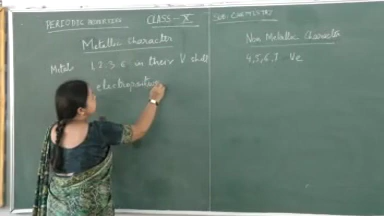 PERIODIC PROPERTIES CLASS-X SUB: CHEMISTRY
Metallic Character
Metal 1, 2, 3 in their V shell
electropositive
Non Metallic Character
4,5,6,7 Ve